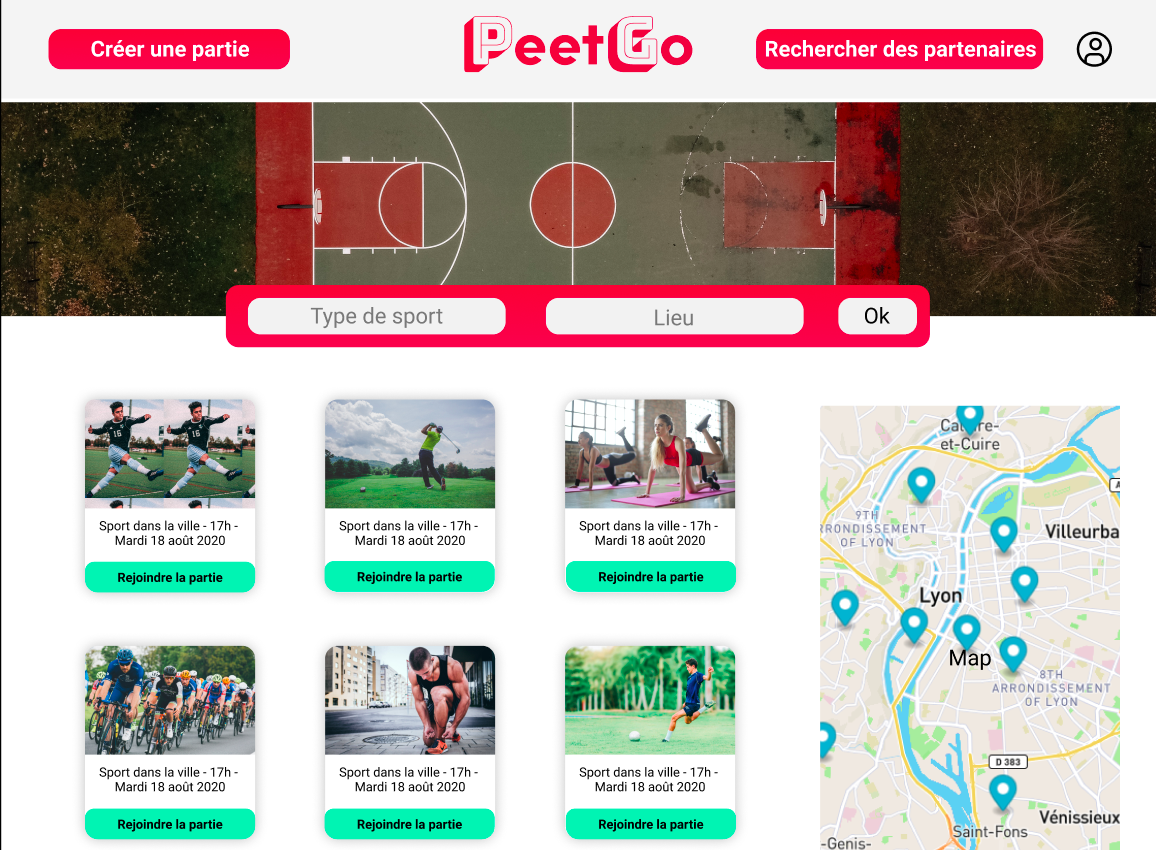 Créer une partie
PeetGo
Rechercher des partenaires
Type de sport
Lieu
Ok
16
16
Sport dans la ville - 17h -
Mardi 18 août 2020
Rejoindre la partie
Sport dans la ville - 17h -
Mardi 18 août 2020
Rejoindre la partie
Sport dans la ville - 17h -
Mardi 18 août 2020
Rejoindre la partie
Sport dans la ville - 17h -
Mardi 18 août 2020
Rejoindre la partie
Sport dans la ville - 17h -
Mardi 18 août 2020
Rejoindre la partie
Sport dans la ville - 17h -
Mardi 18 août 2020
Rejoindre la partie
et-Cuire
A
9TH
RRONDISSEMENT
OF LYON
Villeurba
Lyon
Map
8TH
ARRONDISSEMENT
OF LYON
D 383
Vénissieux
Saint-Fons
-Genis-